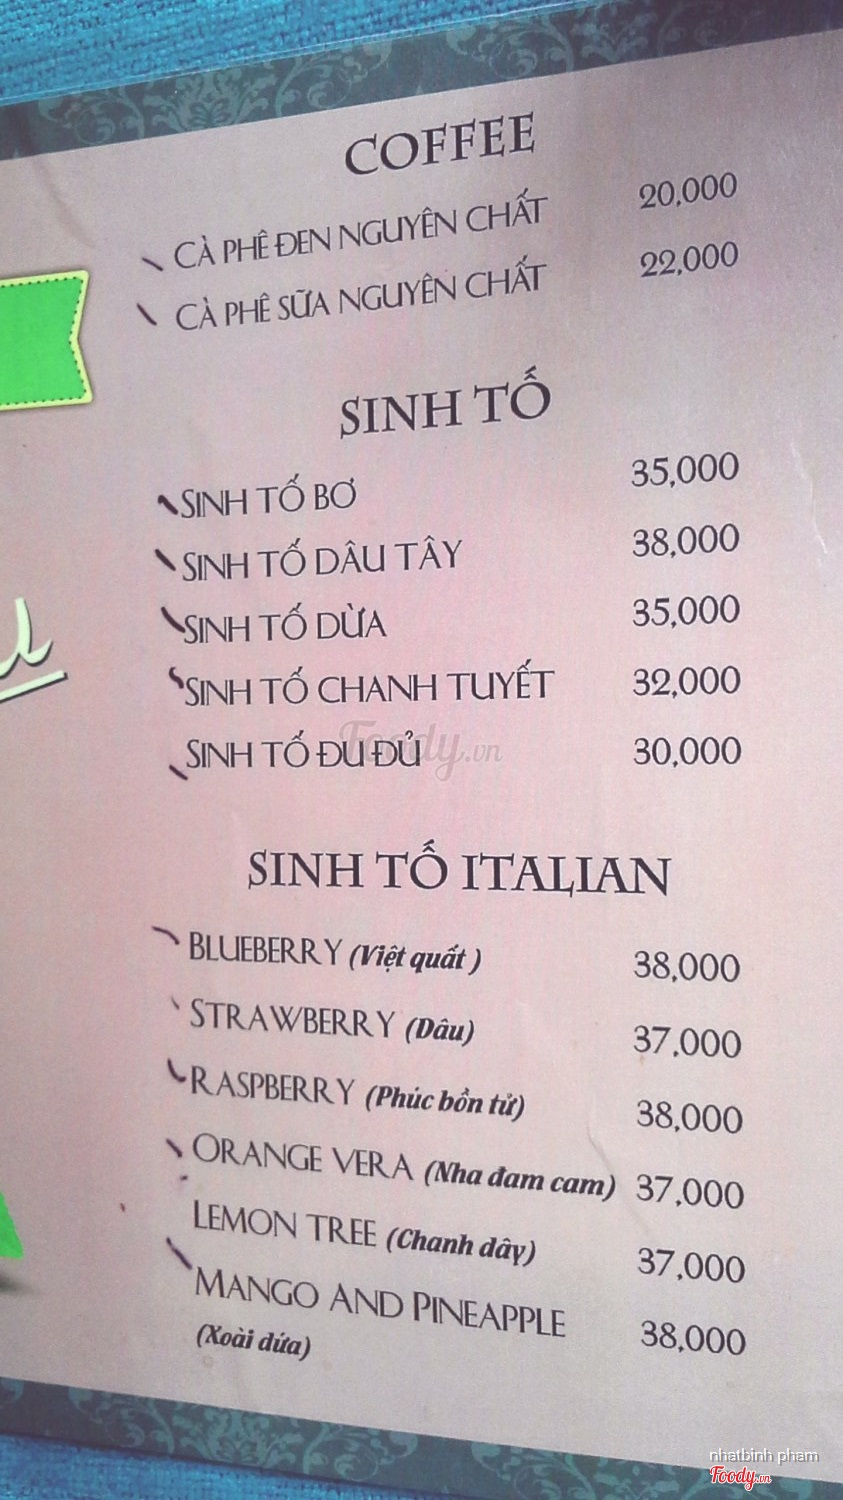 COFFEE
CÀ PHÊ ĐEN NGUYÊN CHẤT 20,000
CÀ PHÊ SỮA NGUYÊN CHẤT 22,000
SINH TỐ
SINH TỐ BƠ 35,000
SINH TỐ DÂU TÂY 38,000
SINH TỐ DỪA 35,000
SINH TỐ CHANH TUYẾT 32,000
SINH TỐ ĐU ĐỦ 30,000
Foody.vn
SINH TỐ ITALIAN
BLUEBERRY (Việt quất ) 38,000
STRAWBERRY (Dâu) 37,000
RASPBERRY (Phúc bồn tử) 38,000
ORANGE VERA (Nha đam cam) 37,000
LEMON TREE (Chanh dây) 37,000
MANGO AND PINEAPPLE 38,000
(Xoài dứa)
nhatbinh pham
Foody.vn